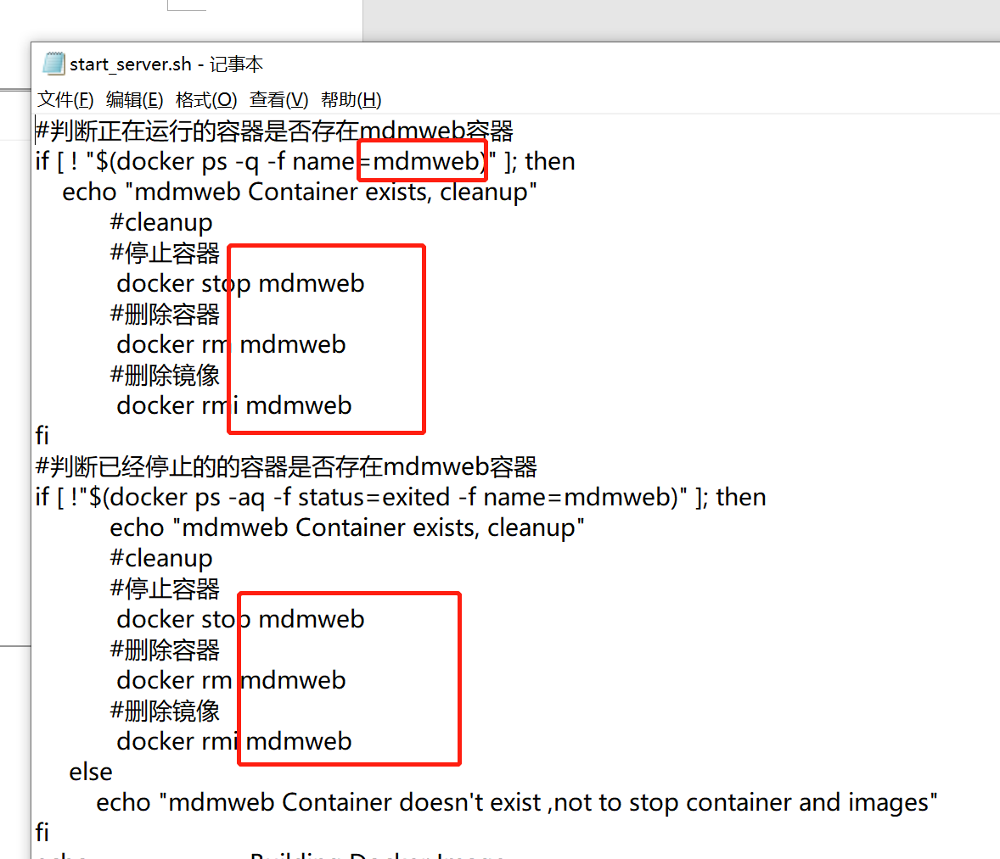 start_server.sh - 记事本
文件(F) 编辑(E) 格式(O) 查看(V) 帮助(H)
#判断正在运行的容器是否存在mdmweb容器
if [ ! "$(docker ps -q -f name=mdmweb)" ]; then
echo "mdmweb Container exists, cleanup"
#cleanup
#停止容器
docker stop mdmweb
#删除容器
docker rm mdmweb
#删除镜像
docker rmi mdmweb
fi
#判断已经停止的的容器是否存在mdmweb容器
if [ !"$(docker ps -aq -f status=exited -f name=mdmweb)" ]; then
echo "mdmweb Container exists, cleanup"
#cleanup
#停止容器
docker stop mdmweb
#删除容器
docker rm mdmweb
#删除镜像
docker rmi mdmweb
else
echo "mdmweb Container doesn't exist ,not to stop container and images"
fi
echo Building Docker Image